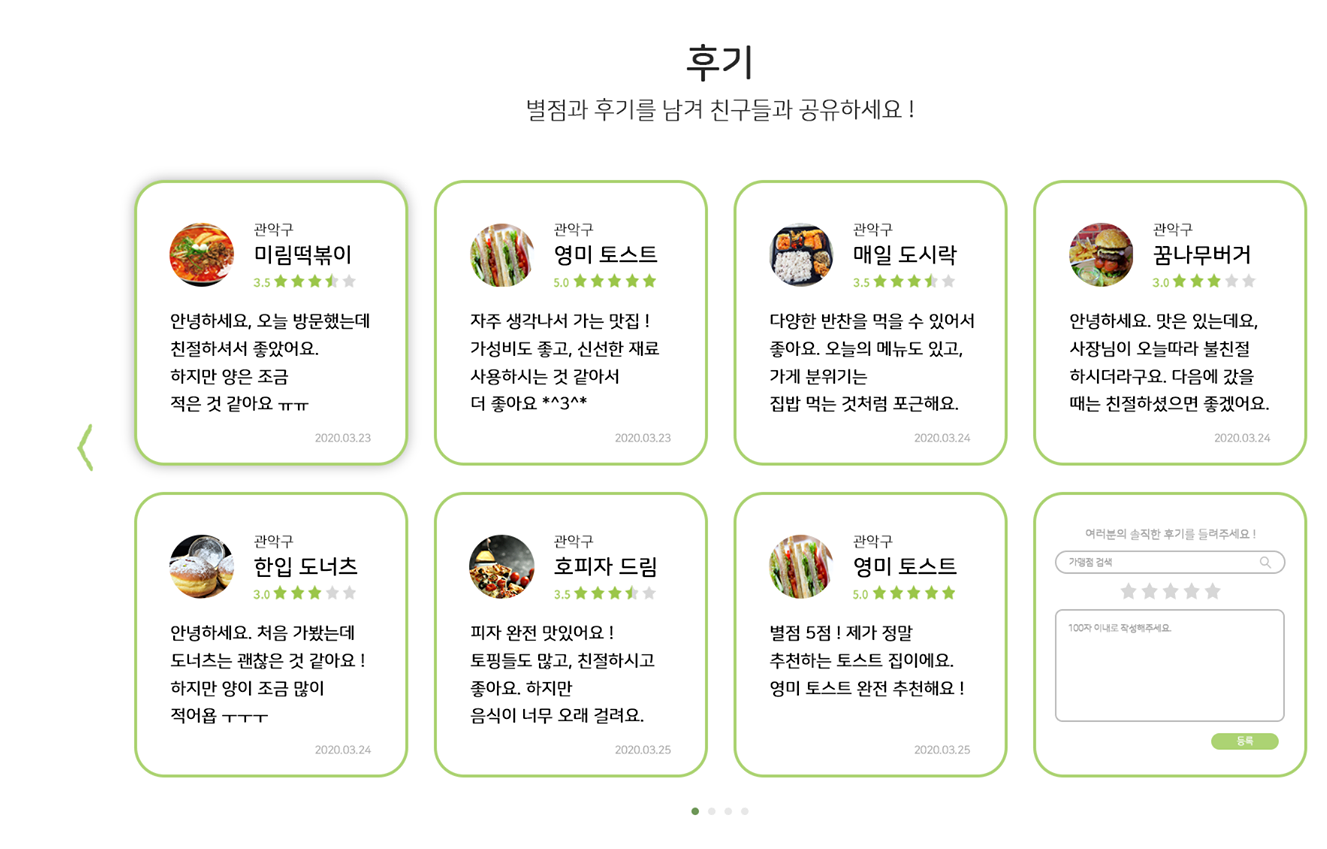 후기
별점과 후기를 남겨 친구들과 공유하세요 !
관악구
미림떡볶이
3.5
안녕하세요, 오늘 방문했는데
친절하셔서 좋았어요.
하지만 양은 조금
적은 것 같아요 ㅠㅠ
2020.03.23
관악구
영미 토스트
5.0
자주 생각나서 가는 맛집 !
가성비도 좋고, 신선한 재료
사용하시는 것 같아서
더 좋아요 *^3^*
2020.03.23
관악구
매일 도시락
3.5
다양한 반찬을 먹을 수 있어서
좋아요. 오늘의 메뉴도 있고,
가게 분위기는
집밥 먹는 것처럼 포근해요.
2020.03.24
관악구
꿈나무버거
3.0
안녕하세요. 맛은 있는데요,
사장님이 오늘따라 불친절
하시더라구요. 다음에 갔을
때는 친절하셨으면 좋겠어요.
2020.03.24
관악구
한입 도너츠
3.0
안녕하세요. 처음 가봤는데
도너츠는 괜찮은 것 같아요 !
하지만 양이 조금 많이
적어욥 ㅜㅜㅜ
2020.03.24
관악구
호피자 드림
3.5
피자 완전 맛있어요 !
토핑들도 많고, 친절하시고
좋아요. 하지만
음식이 너무 오래 걸려요.
2020.03.25
관악구
영미 토스트
5.0
별점 5점 ! 제가 정말
추천하는 토스트 집이에요.
영미 토스트 완전 추천해요 !
2020.03.25
여러분의 솔직한 후기를 들려주세요 !
가맹점 검색
100자 이내로 작성해주세요.
등록